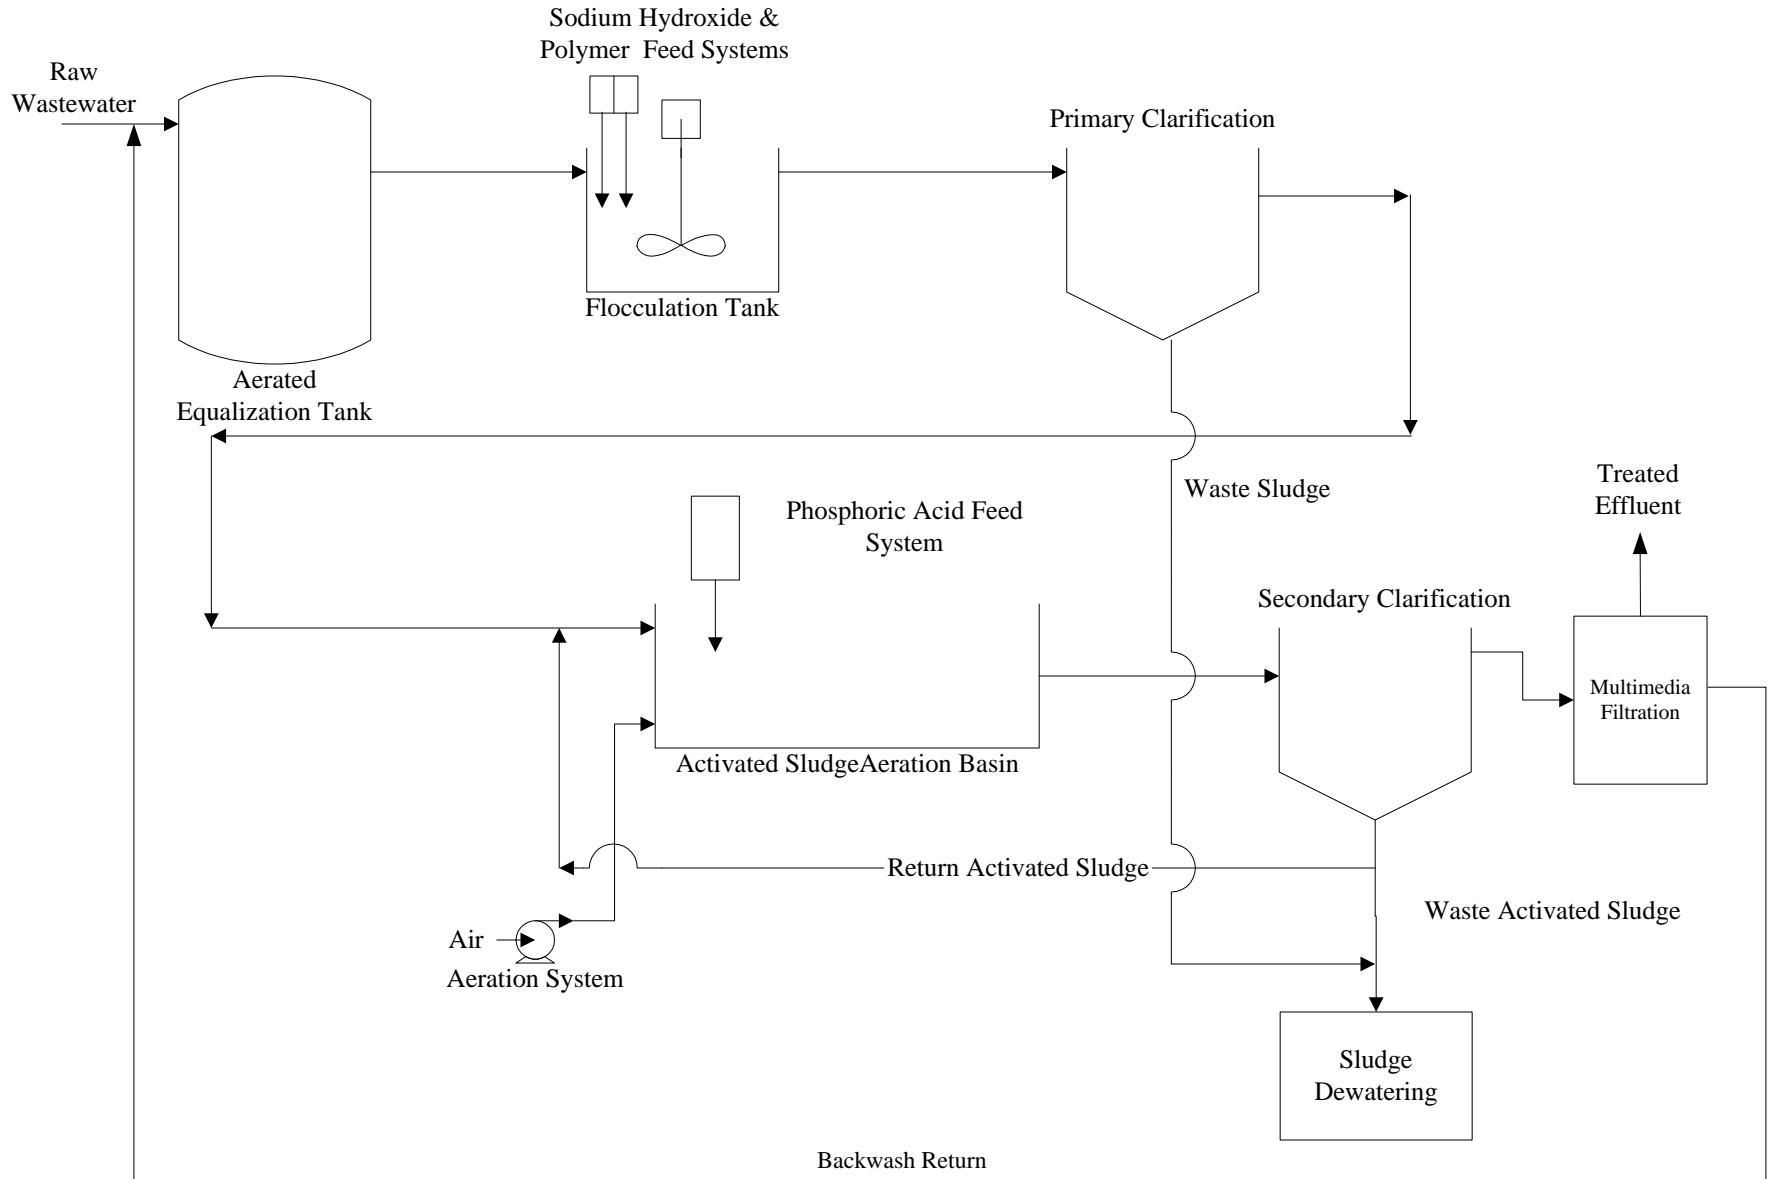 Sodium Hydroxide &
Polymer  Feed Systems
Raw
Wastewater
Primary Clarification
Flocculation Tank
Aerated
Equalization Tank
Waste Sludge
Treated
Effluent
Phosphoric Acid Feed
System
Secondary Clarification
Multimedia
Filtration
Activated SludgeAeration Basin
Return Activated Sludge
Waste Activated Sludge
Air
Aeration System
Sludge
Dewatering
Backwash Return